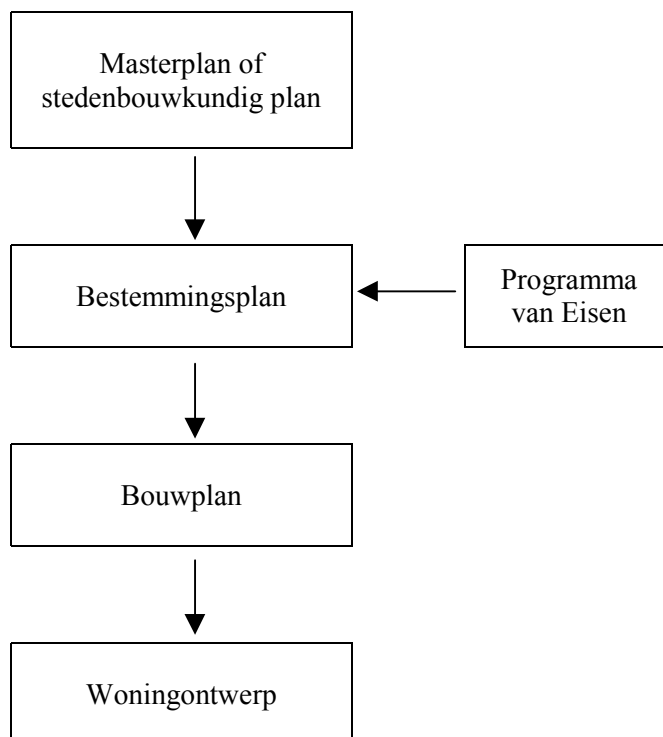 Masterplan of
stedenbouwkundig plan
Bestemmingsplan
Programma
van Eisen
Bouwplan
Woningontwerp